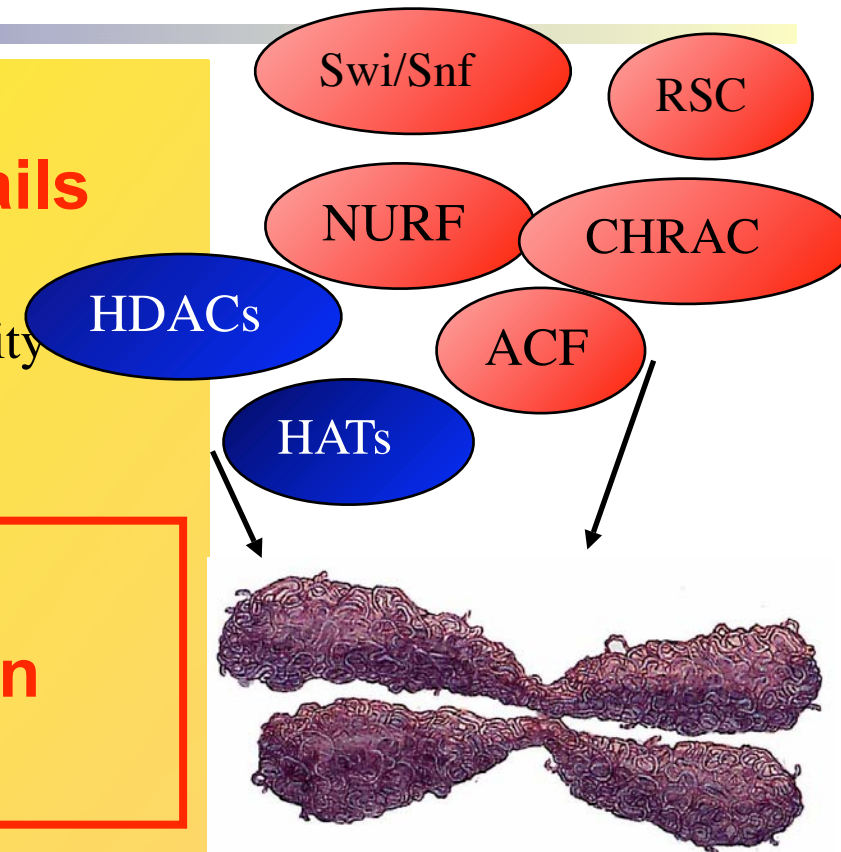 Swi/Snf
RSC
ails
NURF
CHRAC
HDACs
ity
ACF
HATs
n